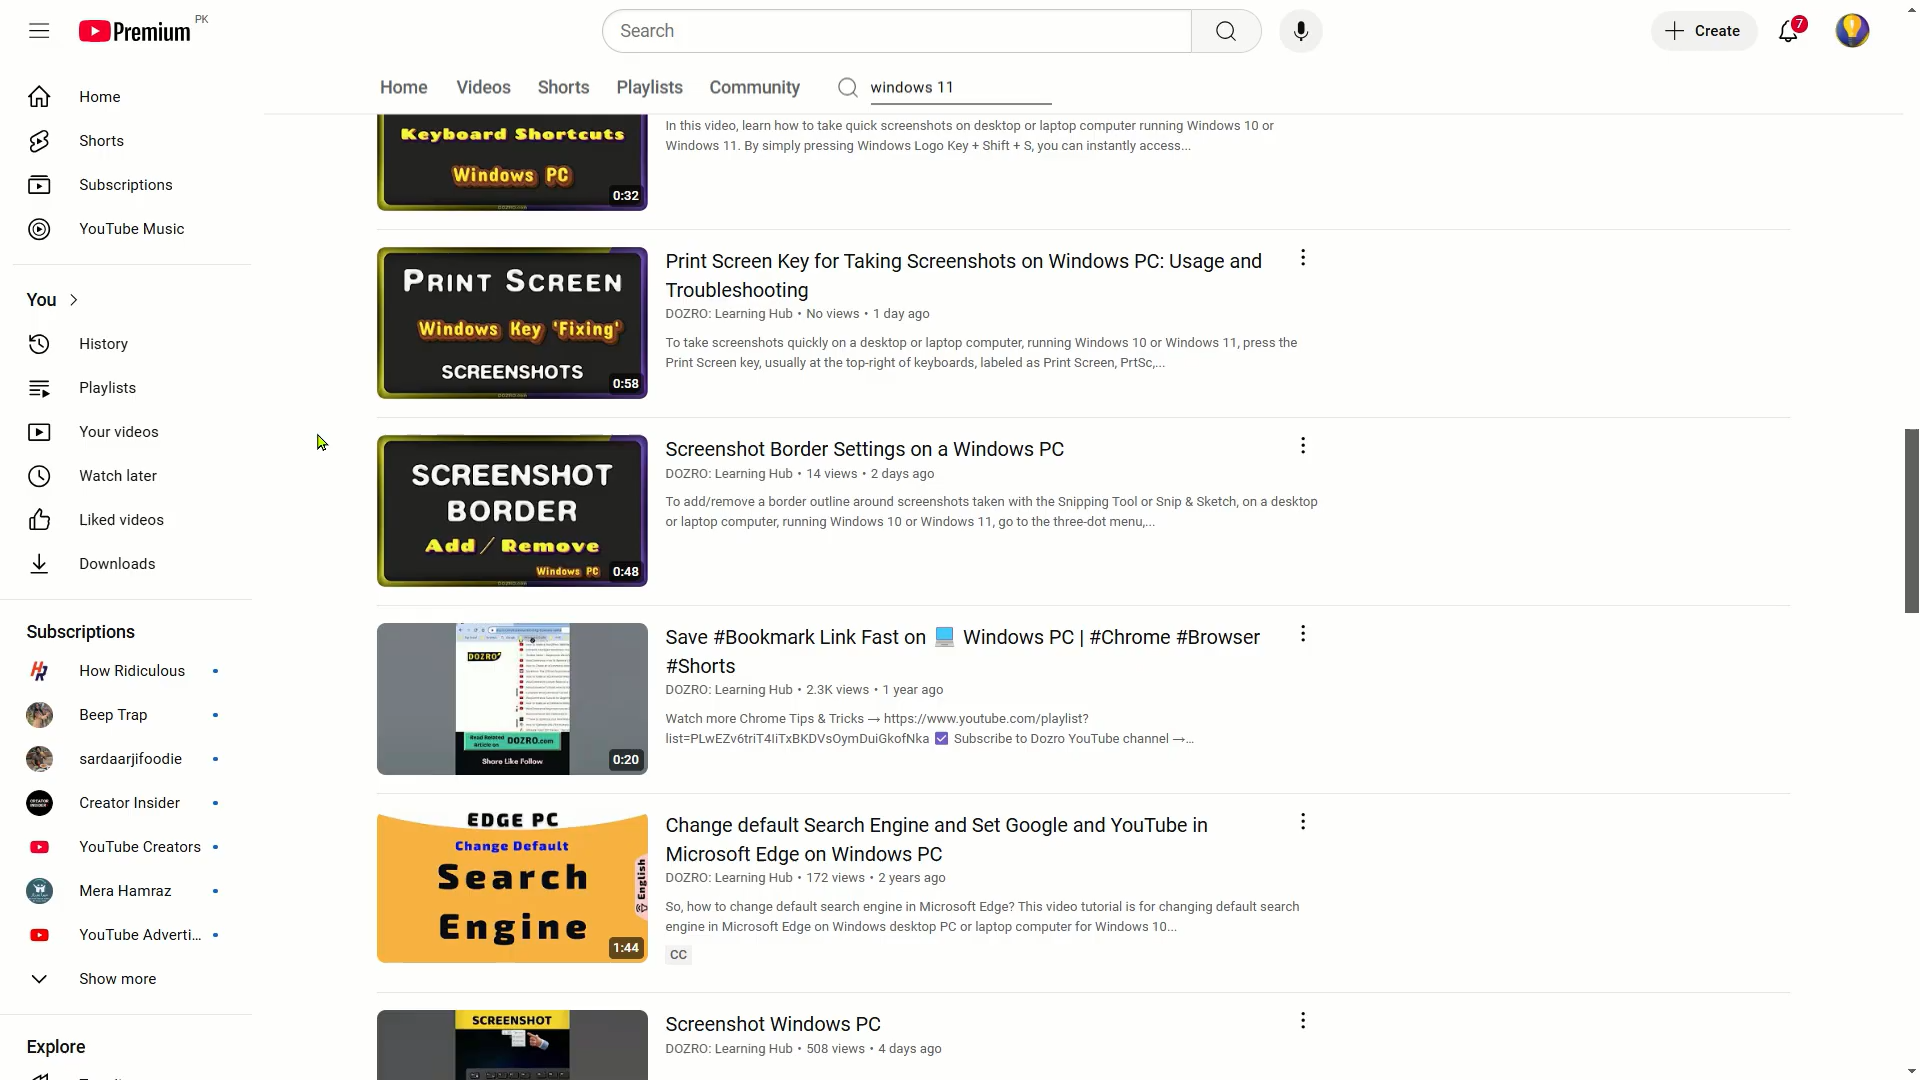 Premium PK
Search
Create
7
Home
Shorts
Subscriptions
YouTube Music
You
History
Playlists
Your videos
Watch later
Liked videos
Downloads
Subscriptions
How Ridiculous
Beep Trap
sardaarjifoodie
Creator Insider
YouTube Creators
Mera Hamraz
YouTube Adverti...
Show more
Explore
Home Videos Shorts Playlists Community windows 11
Keyboard Shortcuts
Windows PC
0:32
In this video, learn how to take quick screenshots on desktop or laptop computer running Windows 10 or
Windows 11. By simply pressing Windows Logo Key + Shift + S, you can instantly access...
PRINT SCREEN
Windows Key 'Fixing'
SCREENSHOTS
0:58
Print Screen Key for Taking Screenshots on Windows PC: Usage and
Troubleshooting
DOZRO: Learning Hub • No views • 1 day ago
To take screenshots quickly on a desktop or laptop computer, running Windows 10 or Windows 11, press the
Print Screen key, usually at the top-right of keyboards, labeled as Print Screen, PrtSc,...
SCREENSHOT
BORDER
Add / Remove
Windows PC
0:48
Screenshot Border Settings on a Windows PC
DOZRO: Learning Hub • 14 views • 2 days ago
To add/remove a border outline around screenshots taken with the Snipping Tool or Snip & Sketch, on a desktop
or laptop computer, running Windows 10 or Windows 11, go to the three-dot menu,...
DOZRO
Read Related
Article on DOZRO.com
Share Like Follow
0:20
Save #Bookmark Link Fast on 💻 Windows PC | #Chrome #Browser
#Shorts
DOZRO: Learning Hub • 2.3K views • 1 year ago
Watch more Chrome Tips & Tricks → https://www.youtube.com/playlist?
list=PLwEZv6triT4IiTxBKDVsOymDuiGkofNka ☑ Subscribe to Dozro YouTube channel →...
EDGE PC
Change Default
Search
Engine
English
1:44
Change default Search Engine and Set Google and YouTube in
Microsoft Edge on Windows PC
DOZRO: Learning Hub • 172 views • 2 years ago
So, how to change default search engine in Microsoft Edge? This video tutorial is for changing default search
engine in Microsoft Edge on Windows desktop PC or laptop computer for Windows 10...
CC
SCREENSHOT
Screenshot Windows PC
DOZRO: Learning Hub • 508 views • 4 days ago